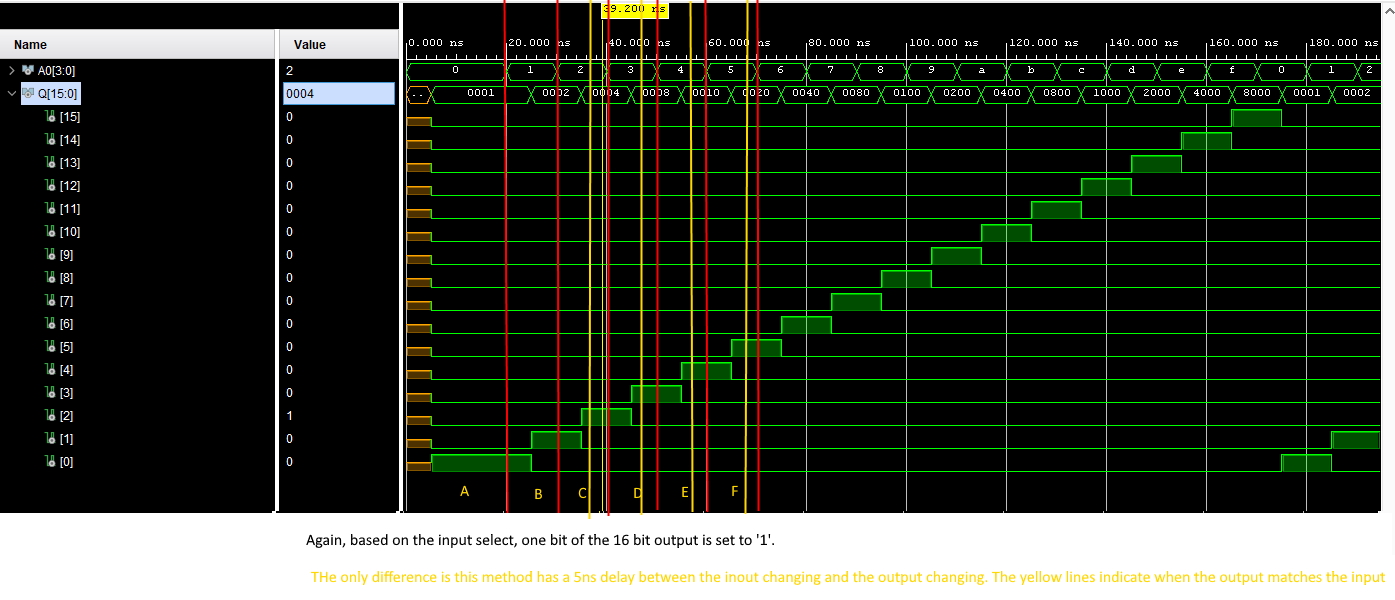 39.200 ns
Name Value
0.000 ns 20.000 ns 40.000 ns 60.000 ns 80.000 ns 100.000 ns 120.000 ns 140.000 ns 160.000 ns 180.000 ns
A0[3:0] 2 0 1 2 3 4 5 6 7 8 9 a b c d e f 0 1 2
Q[15:0] 0004 .. 0001 0002 0004 0008 0010 0020 0040 0080 0100 0200 0400 0800 1000 2000 4000 8000 0001 0002
[15] 0
[14] 0
[13] 0
[12] 0
[11] 0
[10] 0
[9] 0
[8] 0
[7] 0
[6] 0
[5] 0
[4] 0
[3] 0
[2] 1
[1] 0
[0] 0
A B C D E F
Again, based on the input select, one bit of the 16 bit output is set to '1'.
THe only difference is this method has a 5ns delay between the inout changing and the output changing. The yellow lines indicate when the output matches the input